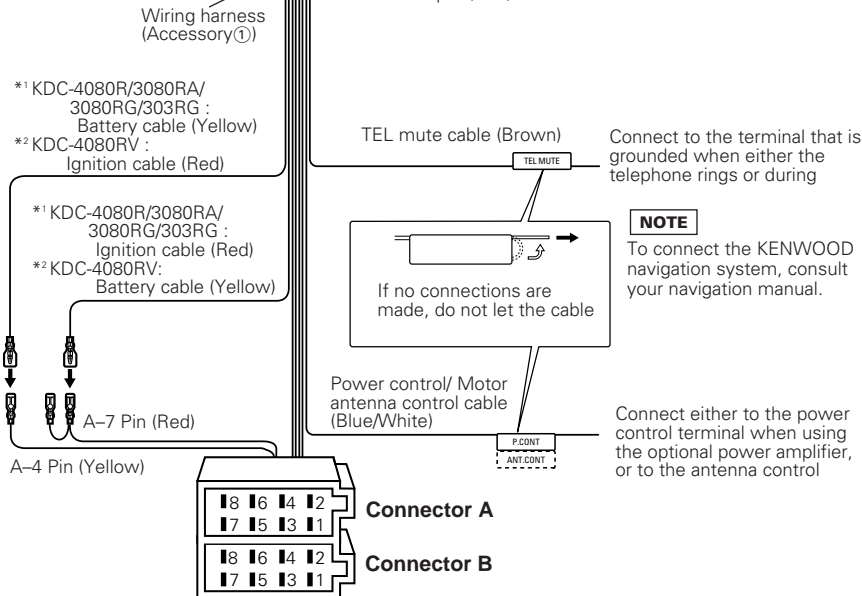 Wiring harness
(Accessory①)
*1 KDC-4080R/3080RA/
3080RG/303RG :
Battery cable (Yellow)
*2 KDC-4080RV :
Ignition cable (Red)
*1 KDC-4080R/3080RA/
3080RG/303RG :
Ignition cable (Red)
*2 KDC-4080RV:
Battery cable (Yellow)
A–7 Pin (Red)
A–4 Pin (Yellow)
TEL mute cable (Brown)
TEL MUTE
Connect to the terminal that is
grounded when either the
telephone rings or during
NOTE
To connect the KENWOOD
navigation system, consult
your navigation manual.
If no connections are
made, do not let the cable
Power control/ Motor
antenna control cable
(Blue/White)
P.CONT
ANT.CONT
Connect either to the power
control terminal when using
the optional power amplifier,
or to the antenna control
8 6 4 2
7 5 3 1
Connector A
8 6 4 2
7 5 3 1
Connector B